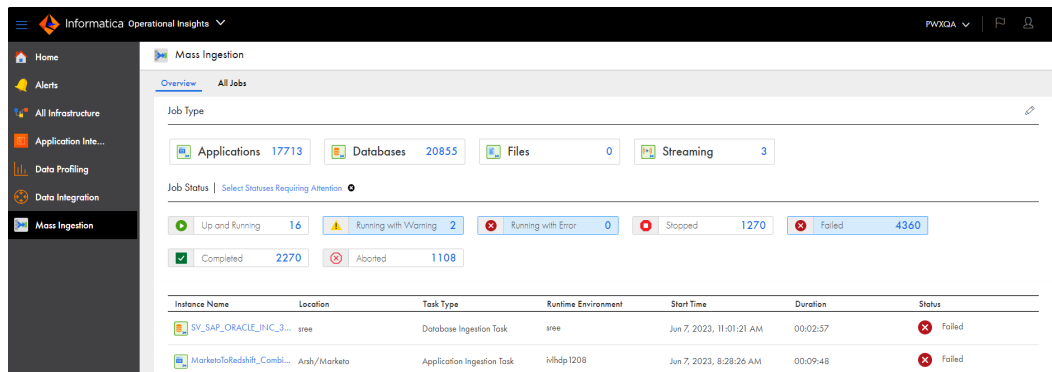 Informatica Operational Insights PWXQA
Home
Alerts
All Infrastructure
Application Inte...
Data Profiling
Data Integration
Mass Ingestion
Mass Ingestion
Overview All Jobs
Job Type
Applications 17713 Databases 20855 Files 0 Streaming 3
Job Status | Select Statuses Requiring Attention
Up and Running 16 Running with Warning 2 Running with Error 0 Stopped 1270 Failed 4360
Completed 2270 Aborted 1108
Instance Name Location Task Type Runtime Environment Start Time Duration Status
SV_SAP_ORACLE_INC_3... sree Database Ingestion Task sree Jun 7, 2023, 11:01:21 AM 00:02:57 Failed
MarketoToRedshift_Combi... Arsh/Marketo Application Ingestion Task ivlhdp1208 Jun 7, 2023, 8:28:26 AM 00:09:48 Failed